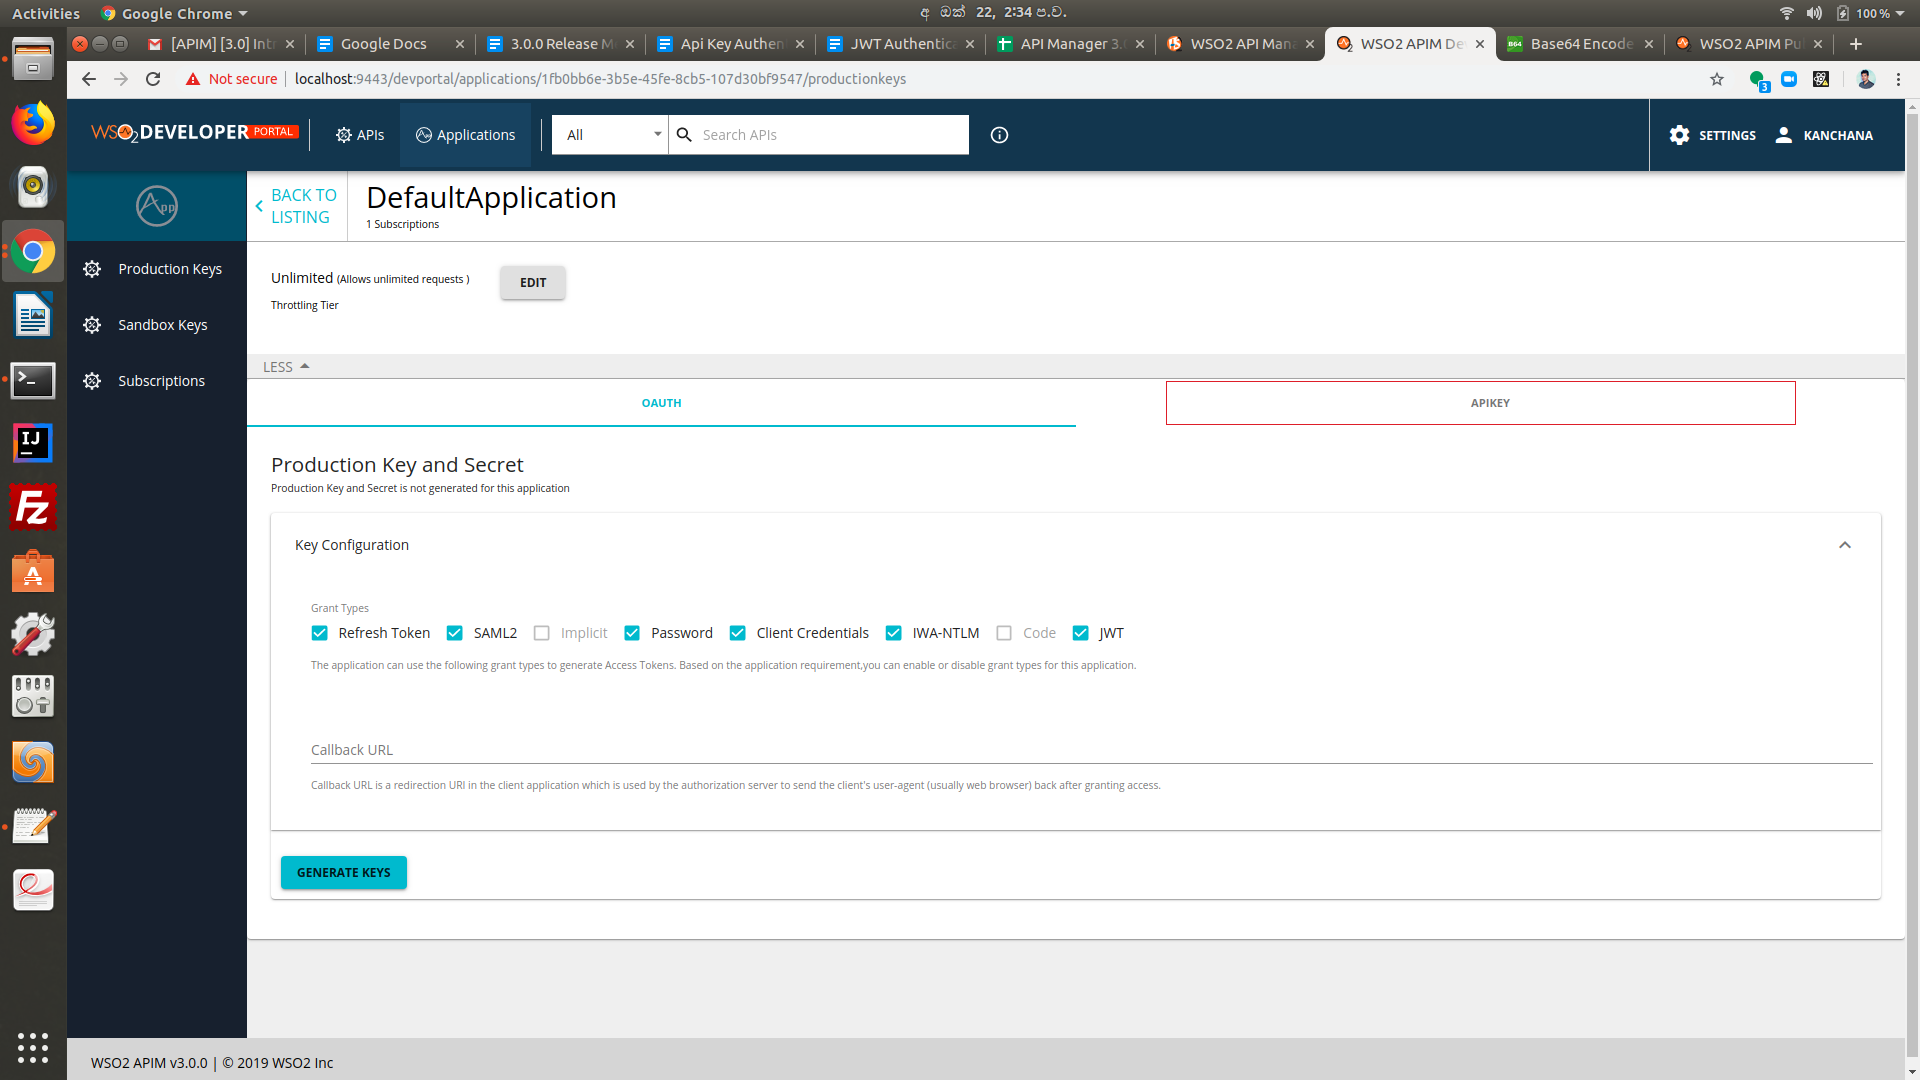 Activities Google Chrome අ ඔක් 22, 2:34 ප.ව. 100 %
[APIM] [3.0] Int Google Docs 3.0.0 Release M Api Key Authen JWT Authentic API Manager 3. WSO2 API Man WSO2 APIM De Base64 Encode WSO2 APIM Pu
Not secure localhost:9443/devportal/applications/1fb0bb6e-3b5e-45fe-8cb5-107d30bf9547/productionkeys 3
WSO2 DEVELOPER PORTAL APIs Applications All Search APIs SETTINGS KANCHANA
App
BACK TO LISTING
DefaultApplication
1 Subscriptions
Production Keys
Sandbox Keys
Subscriptions
Unlimited (Allows unlimited requests )
Throttling Tier
EDIT
LESS
OAUTH APIKEY
Production Key and Secret
Production Key and Secret is not generated for this application
Key Configuration
Grant Types
Refresh Token SAML2 Implicit Password Client Credentials IWA-NTLM Code JWT
The application can use the following grant types to generate Access Tokens. Based on the application requirement,you can enable or disable grant types for this application.
Callback URL
Callback URL is a redirection URI in the client application which is used by the authorization server to send the client's user-agent (usually web browser) back after granting access.
GENERATE KEYS
WSO2 APIM v3.0.0 | © 2019 WSO2 Inc